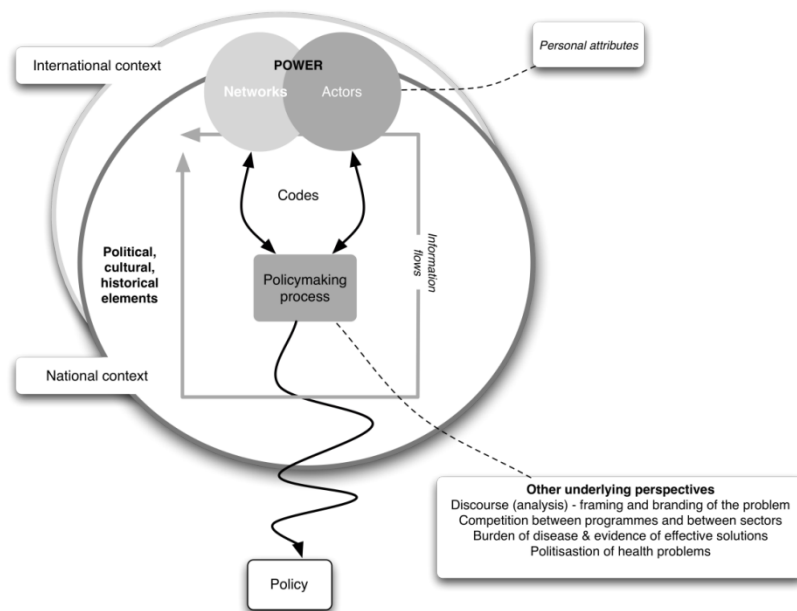 International context
POWER
Networks
Actors
Personal attributes
Codes
Information
flows
Political,
cultural,
historical
elements
Policymaking
process
National context
Other underlying perspectives
Discourse (analysis) - framing and branding of the problem
Competition between programmes and between sectors
Burden of disease & evidence of effective solutions
Politisastion of health problems
Policy